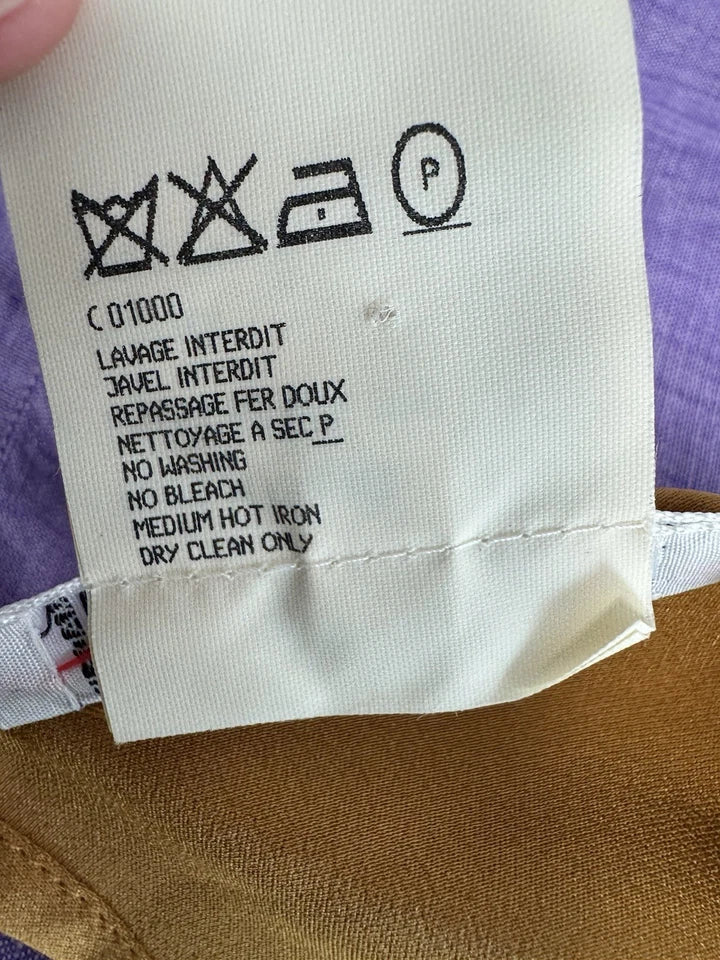 P
C 01000
LAVAGE INTERDIT
JAVEL INTERDIT
REPASSAGE FER DOUX
NETTOYAGE A SEC P
NO WASHING
NO BLEACH
MEDIUM HOT IRON
DRY CLEAN ONLY